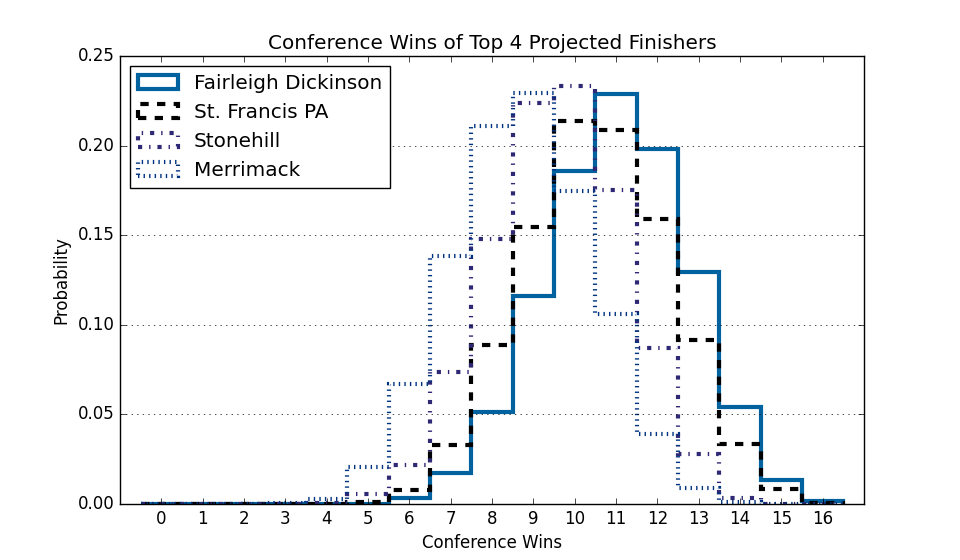 Conference Wins of Top 4 Projected Finishers
0.25
0.20
0.15
0.10
0.05
0.00
Probability
Fairleigh Dickinson
St. Francis PA
Stonehill
Merrimack
0 1 2 3 4 5 6 7 8 9 10 11 12 13 14 15 16
Conference Wins